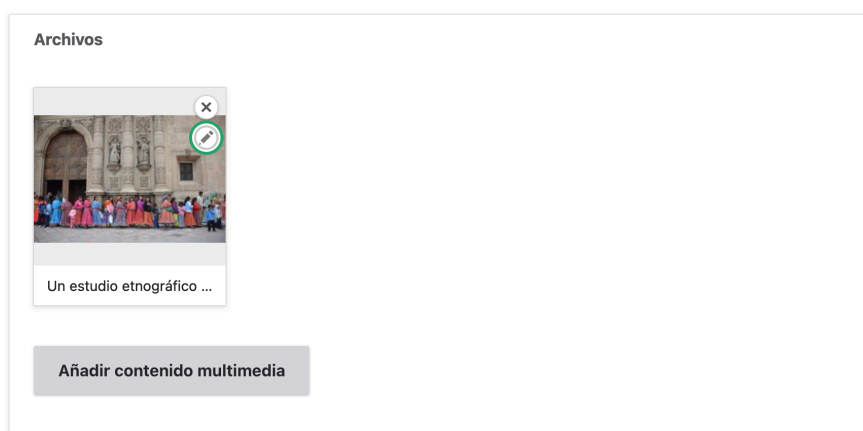 Archivos
Un estudio etnográfico ...
Añadir contenido multimedia